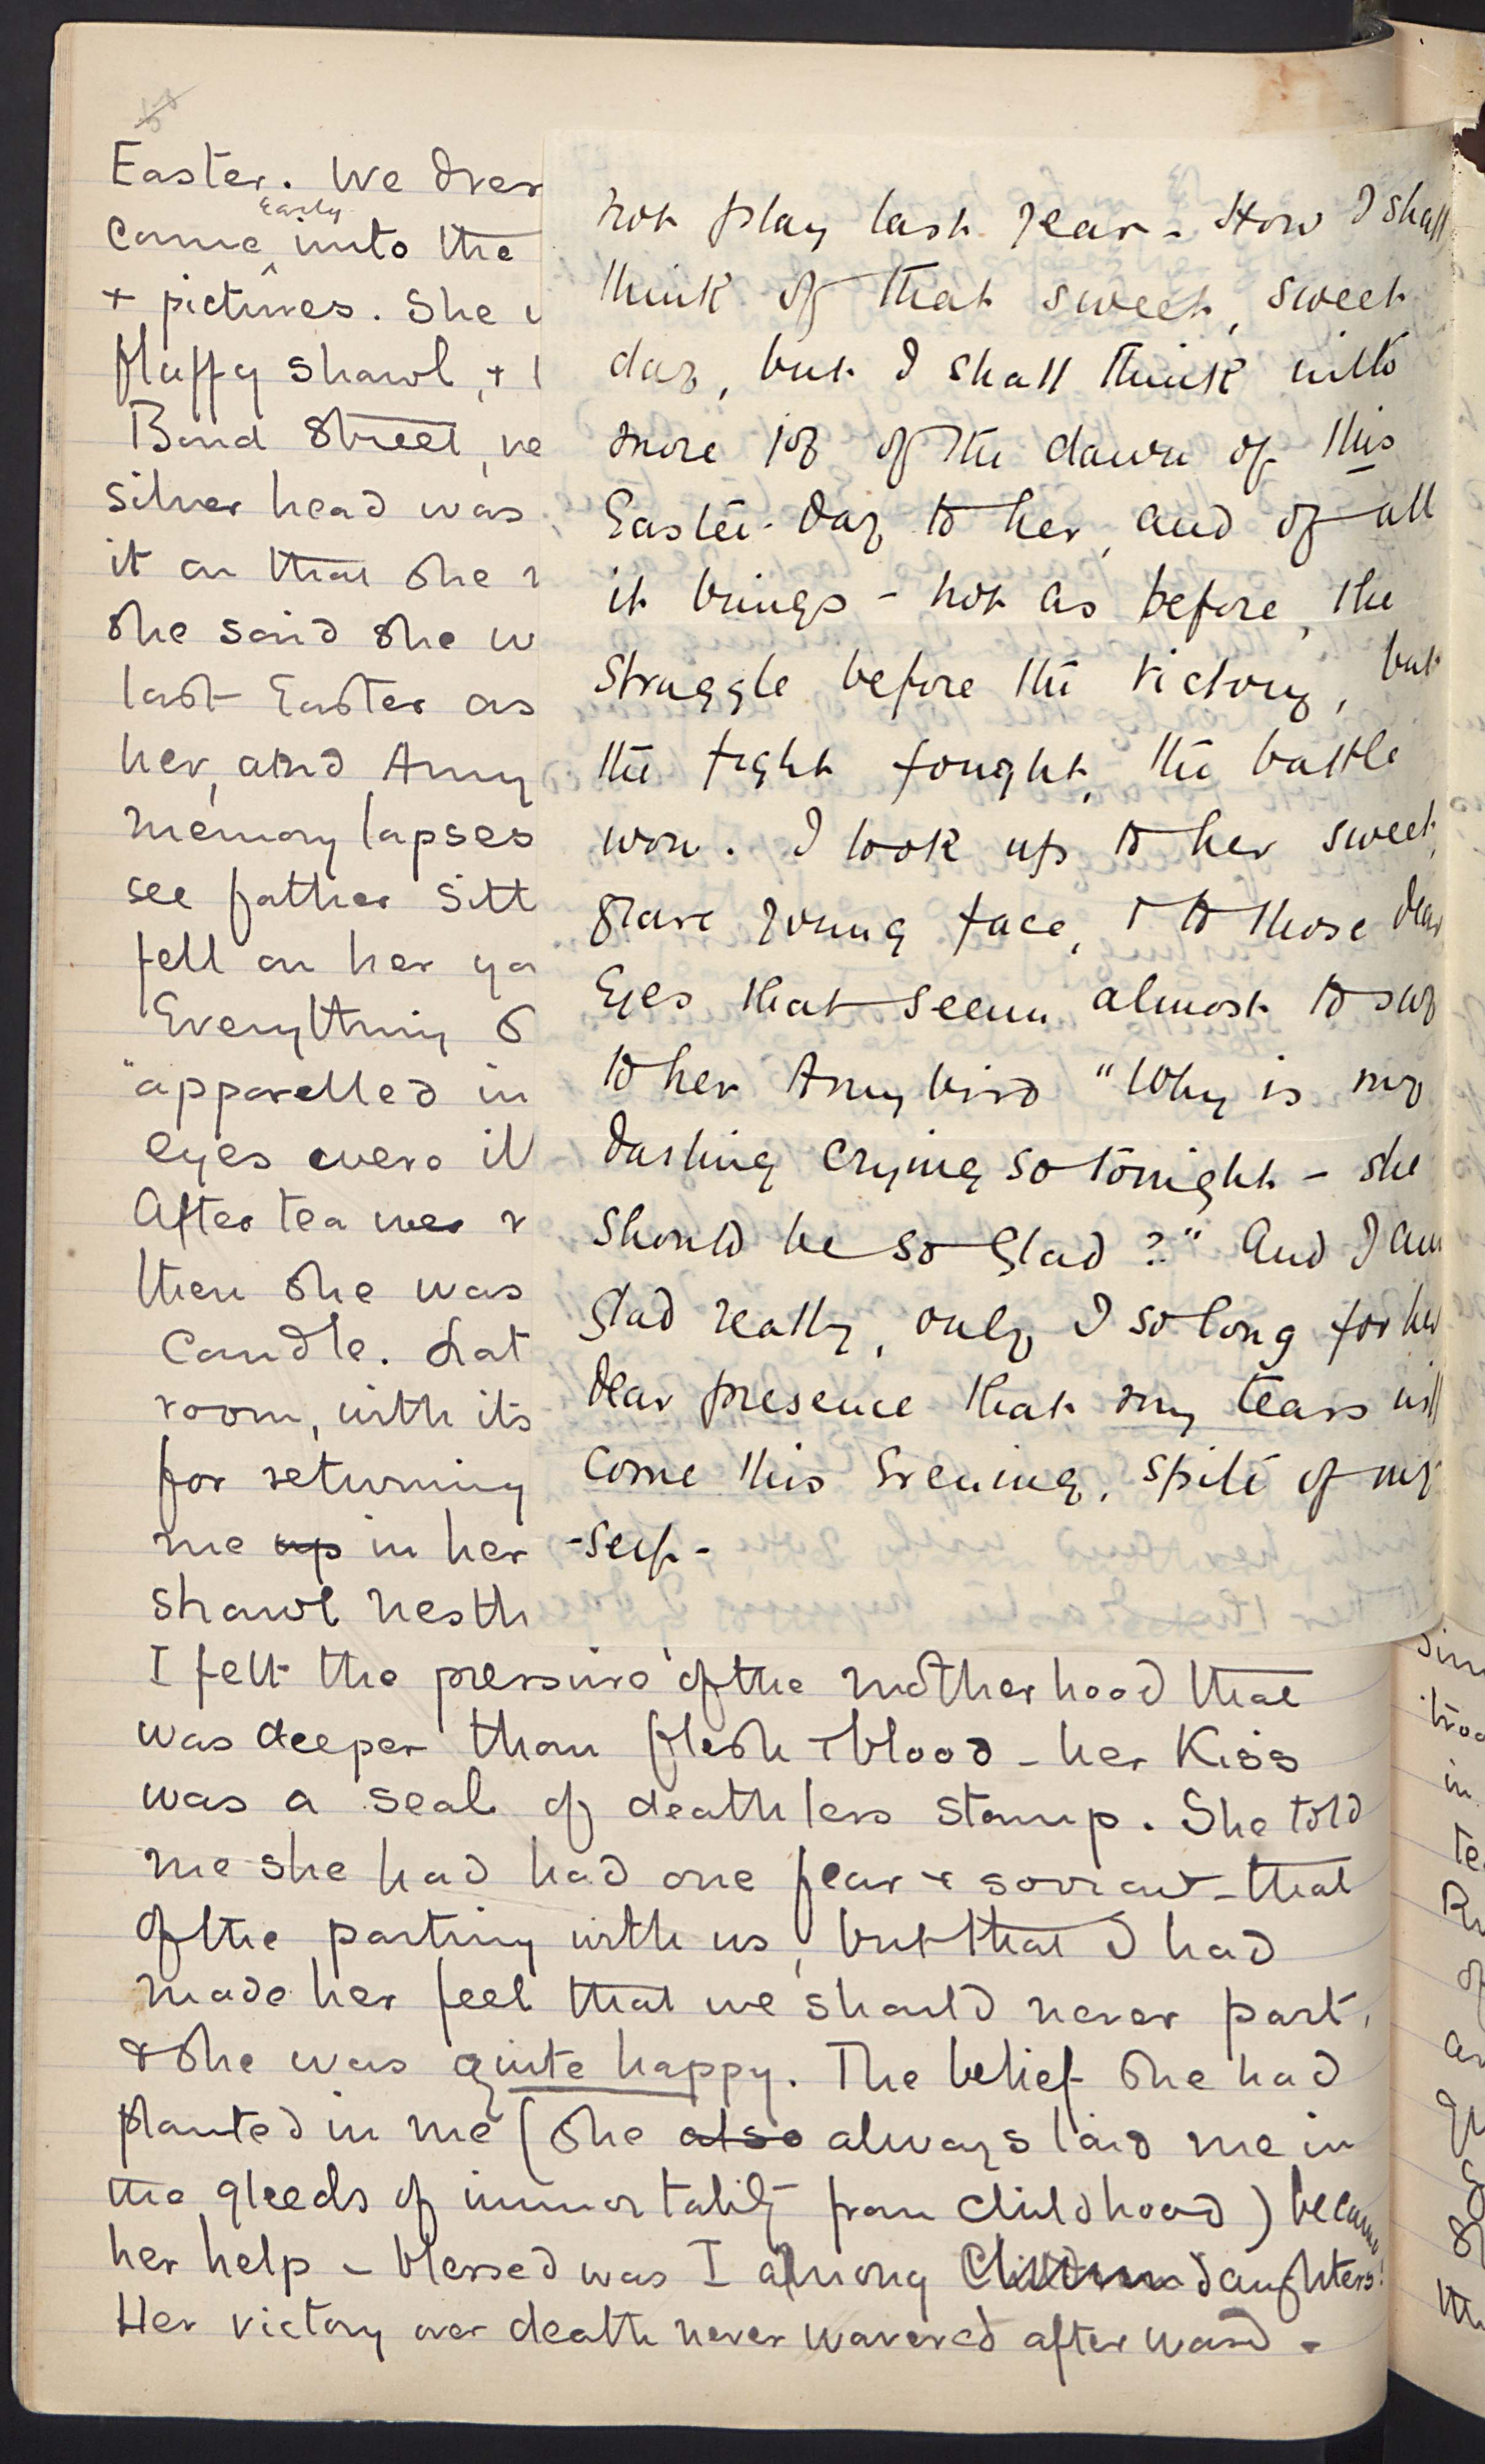 Easter. We dres
came early into the
+ pictures. She
fluffy shawl, +
Bond Street, ve
silver head was
it on that she
she said she w
last Easter as
her, and Amy
memory lapses
see father sitt
fell on her ga
Everything s
"apparelled in
eyes were il
After tea we
then she was
Candle. Lat
room, with its
for returning
me up in her
shawl nestli
not play last year - How I shall
think of that sweet, sweet
day, but I shall think with
more joy of the dawn of this
Easter-day to her, and of all
it brings - not as before, the
struggle before the victory, but
the fight fought, the battle
won. I look up to her sweet,
grave young face, + to those dear
Eyes that seem almost to say
to her Amybird "Why is my
darling crying so tonight - she
should be so glad?" And I am
glad really, only I so long for her
dear presence that my tears will
come this Evening, spite of my
-self-
I felt the pressure of the motherhood that
was deeper than flesh + blood - her Kiss
was a seal of deathless stamp. She told
me she had had one fear + sorrow - that
of the parting with us, but that I had
made her feel that we should never part,
+ she was quite happy. The belief she had
planted in me (she also always laid me in
the gleeds of immortality from childhood) became
her help - blessed was I among daughters!
Her victory over death never wavered afterward -